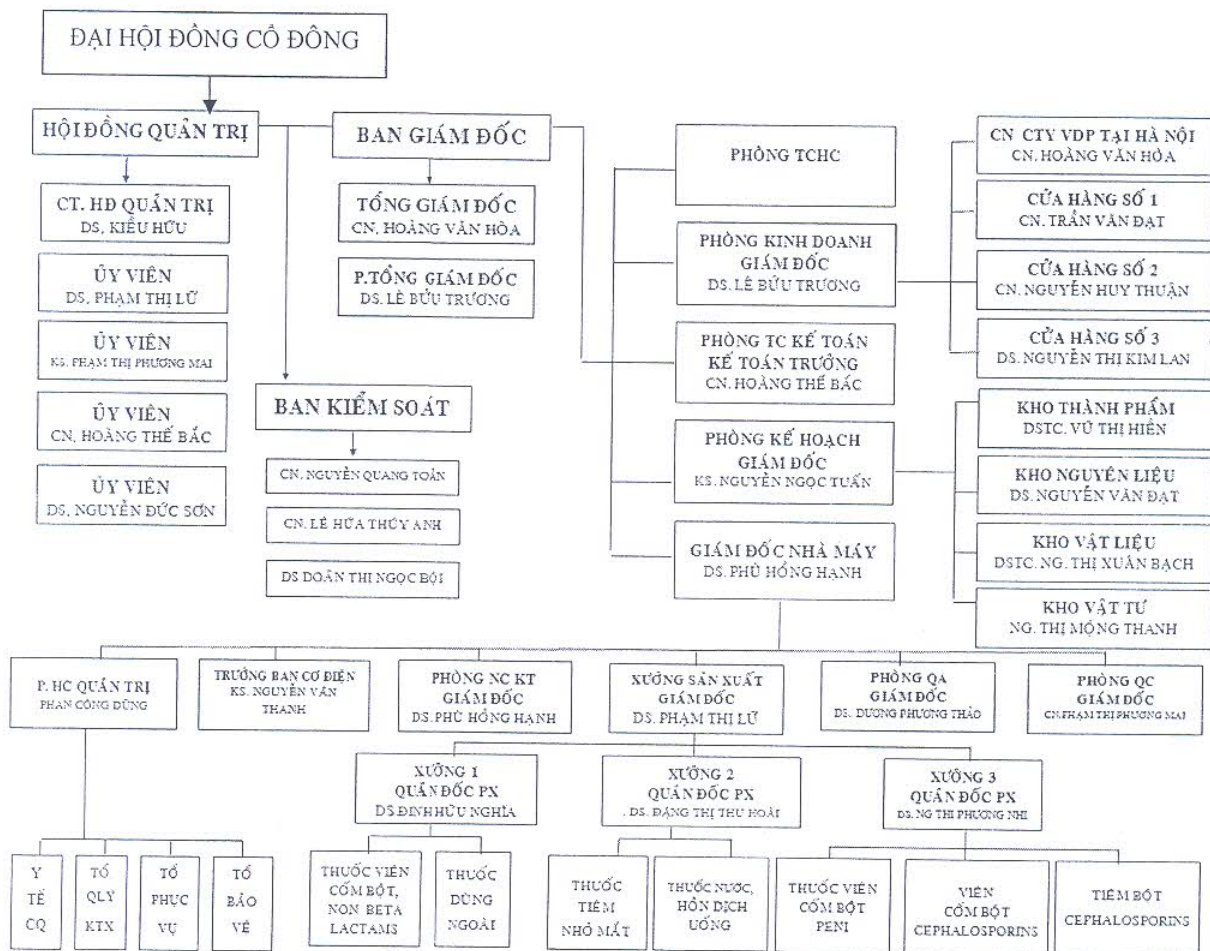 ĐẠI HỘI ĐỒNG CỔ ĐÔNG
HỘI ĐỒNG QUẢN TRỊ
CT. HĐ QUẢN TRỊ
DS, KIỀU HỮU
ỦY VIÊN
DS, PHẠM THỊ LỮ
ỦY VIÊN
KS. PHẠM THỊ PHƯƠNG MAI
ỦY VIÊN
CN, HOÀNG THẾ BẮC
ỦY VIÊN
DS, NGUYỄN ĐỨC SƠN
BAN GIÁM ĐỐC
TỔNG GIÁM ĐỐC
CN, HOÀNG VĂN HÒA
P.TỔNG GIÁM ĐỐC
DS. LÊ BỬU TRƯƠNG
BAN KIỂM SOÁT
CN, NGUYỄN QUANG TOẢN
CN. LÊ HỨA THÚY ANH
DS DOÃN THỊ NGỌC BỘI
PHÒNG TCHC
PHÒNG KINH DOANH
GIÁM ĐỐC
DS. LÊ BỬU TRƯƠNG
PHÒNG TC KẾ TOÁN
KẾ TOÁN TRƯỞNG
CN. HOÀNG THẾ BẮC
PHÒNG KẾ HOẠCH
GIÁM ĐỐC
KS. NGUYỄN NGỌC TUẤN
GIÁM ĐỐC NHÀ MÁY
DS. PHÙ HỒNG HẠNH
CN CTY VDP TẠI HÀ NỘI
CN. HOÀNG VĂN HÒA
CỬA HÀNG SỐ 1
CN. TRẦN VĂN ĐẠT
CỬA HÀNG SỐ 2
CN. NGUYỄN HUY THUẬN
CỬA HÀNG SỐ 3
DS. NGUYỄN THỊ KIM LAN
KHO THÀNH PHẨM
DSTC. VŨ THỊ HIỀN
KHO NGUYÊN LIỆU
DS. NGUYỄN VĂN ĐẠT
KHO VẬT LIỆU
DSTC. NG. THỊ XUÂN BẠCH
KHO VẬT TƯ
NG. THỊ MỘNG THANH
P. HC QUẢN TRỊ
PHAN CÔNG DŨNG
TRƯỞNG BAN CƠ ĐIỆN
KS. NGUYỄN VĂN
THANH
PHÒNG NC KT
GIÁM ĐỐC
DS. PHÙ HỒNG HẠNH
XƯỞNG SẢN XUẤT
GIÁM ĐỐC
DS. PHẠM THỊ LỮ
PHÒNG QA
GIÁM ĐỐC
DS. DƯƠNG PHƯƠNG THẢO
PHÒNG QC
GIÁM ĐỐC
CN.PHẠM THỊ PHƯƠNG MAI
XƯỞNG 1
QUẢN ĐỐC PX
DS ĐINH HỮU NGHĨA
XƯỞNG 2
QUẢN ĐỐC PX
. DS. ĐẶNG THỊ THU HOÀI
XƯỞNG 3
QUẢN ĐỐC PX
DS. NG THỊ PHƯƠNG NHI
Y
TẾ
CQ
TỔ
QLÝ
KTX
TỔ
PHỤC
VỤ
TỔ
BẢO
VỆ
THUỐC VIÊN
CỐM BỘT,
NON BETA
LACTAMS
THUỐC
DÙNG
NGOÀI
THUỐC
TIÊM
NHỎ MẮT
THUỐC NƯỚC,
HỖN DỊCH
UỐNG
THUỐC VIÊN
CỐM BỘT
PENI
VIÊN
CỐM BỘT
CEPHALOSPORINS
TIÊM BỘT
CEPHALOSPORINS